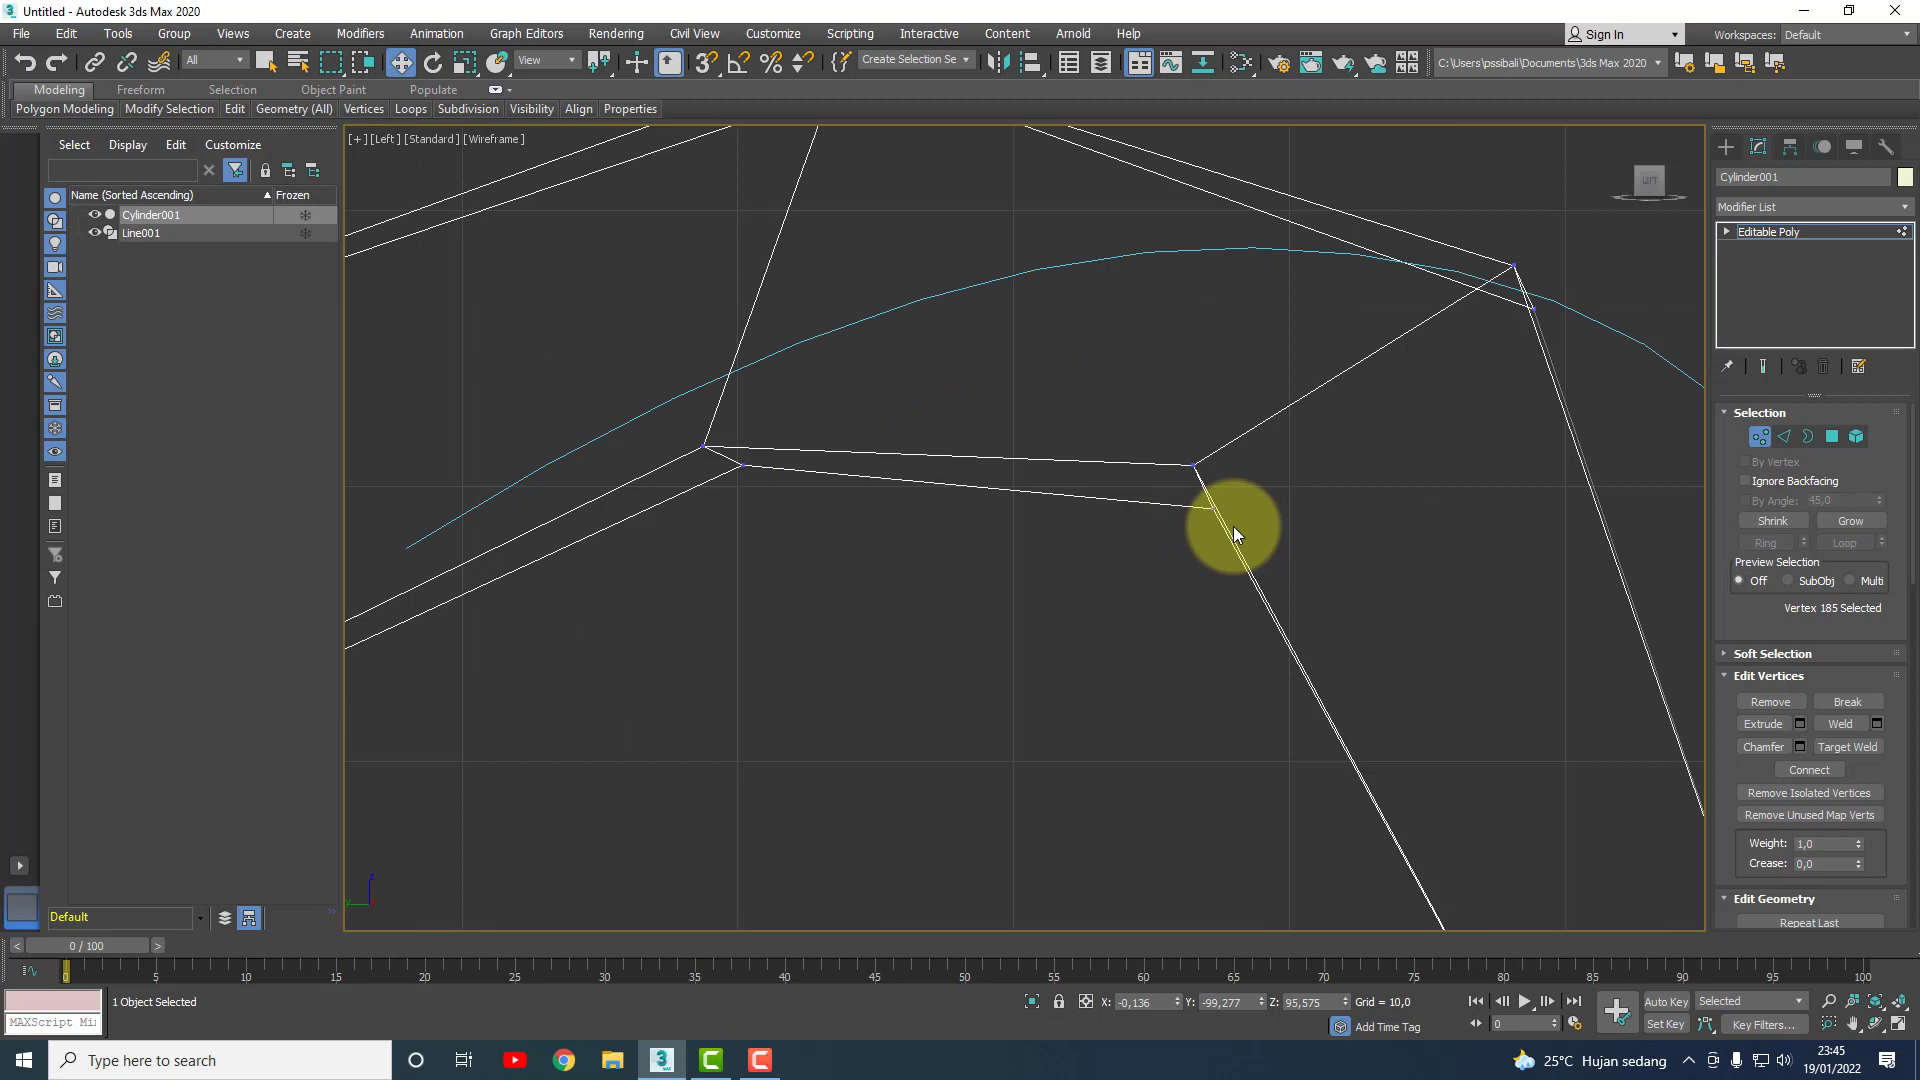 Untitled - Autodesk 3ds Max 2020
File Edit Tools Group Views Create Modifiers Animation Graph Editors Rendering Civil View Customize Scripting Interactive Content Arnold Help
Sign In
Workspaces: Default
All
View
Create Selection Se
C:\Users\pssibali\Documents\3ds Max 2020
Modeling Freeform Selection Object Paint Populate
Polygon Modeling Modify Selection Edit Geometry (All) Vertices Loops Subdivision Visibility Align Properties
Select Display Edit Customize
Name (Sorted Ascending) Frozen
Cylinder001
Line001
[+] [Left] [Standard] [Wireframe]
LEFT
z
y
Cylinder001
Modifier List
Editable Poly
Selection
By Vertex
Ignore Backfacing
By Angle: 45,0
Shrink Grow
Ring Loop
Preview Selection
Off SubObj Multi
Vertex 185 Selected
Soft Selection
Edit Vertices
Remove Break
Extrude Weld
Chamfer Target Weld
Connect
Remove Isolated Vertices
Remove Unused Map Verts
Weight: 1,0
Crease: 0,0
Edit Geometry
Repeat Last
Default
< 0 / 100 >
0 5 10 15 20 25 30 35 40 45 50 55 60 65 70 75 80 85 90 95 100
1 Object Selected
X: -0,136 Y: -99,277 Z: 95,575 Grid = 10,0
Auto Key Selected
MAXScript Mi
Add Time Tag
0
Set Key Key Filters...
Type here to search
25°C Hujan sedang
23:45
19/01/2022